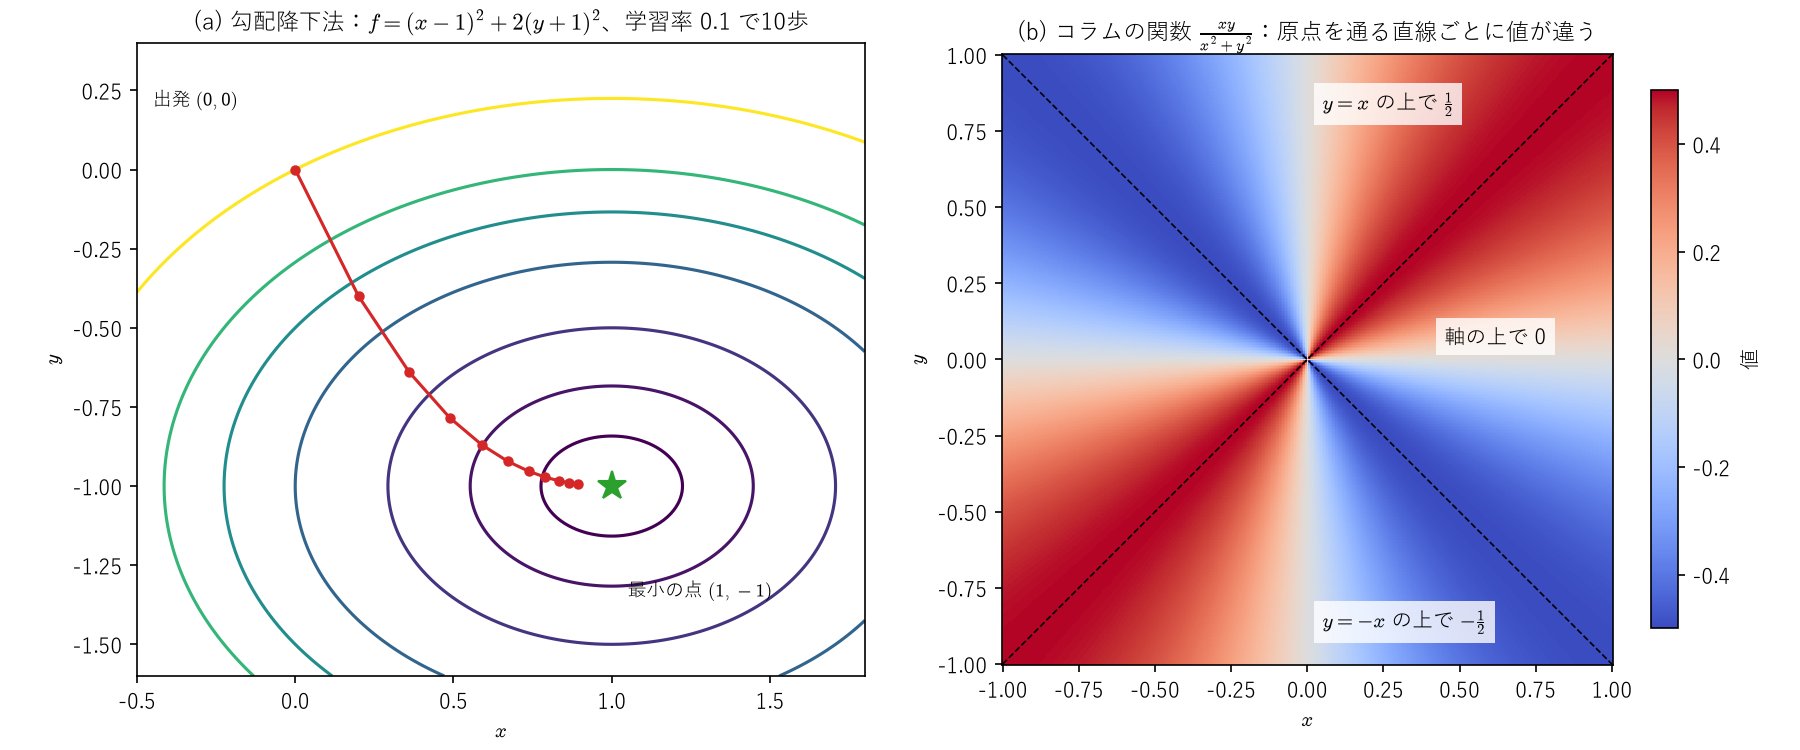 (a) 勾配降下法：f = (x − 1)² + 2(y + 1)²、学習率 0.1 で10歩
出発 (0, 0)
最小の点 (1, −1)
0.25
0.00
-0.25
-0.50
-0.75
-1.00
-1.25
-1.50
y
-0.5 0.0 0.5 1.0 1.5
x
(b) コラムの関数 xy/(x² + y²)：原点を通る直線ごとに値が違う
y = x の上で 1/2
軸の上で 0
y = −x の上で −1/2
1.00
0.75
0.50
0.25
0.00
-0.25
-0.50
-0.75
-1.00
y
-1.00 -0.75 -0.50 -0.25 0.00 0.25 0.50 0.75 1.00
x
0.4
0.2
0.0
-0.2
-0.4
値